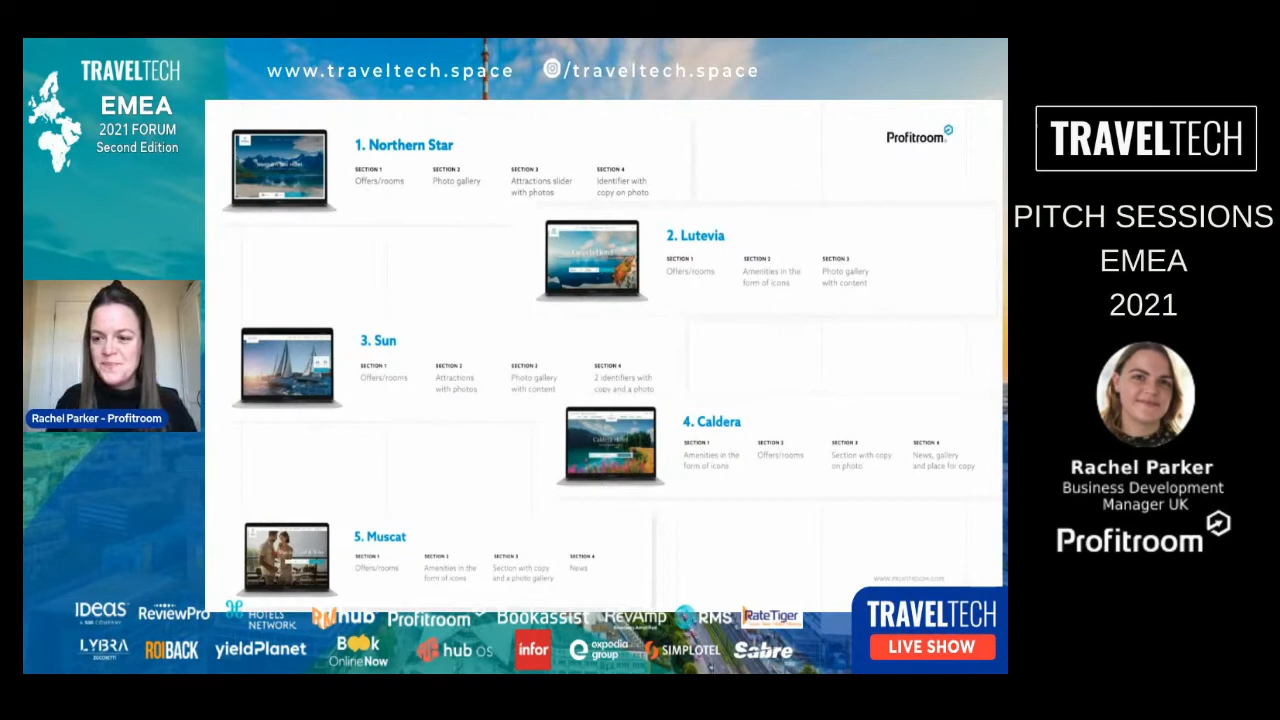 TRAVELTECH
EMEA
2021 FORUM
Second Edition
www.traveltech.space
/traveltech.space
Profitroom
1. Northern Star
SECTION 1
Offers/rooms
SECTION 2
Photo gallery
SECTION 3
Attractions slider
with photos
SECTION 4
Identifier with
copy on photo
2. Lutevia
SECTION 1
Offers/rooms
SECTION 2
Amenities in the
form of icons
SECTION 3
Photo gallery
with content
3. Sun
SECTION 1
Offers/rooms
SECTION 2
Attractions
with photos
SECTION 3
Photo gallery
with content
SECTION 4
2 identifiers with
copy and a photo
4. Caldera
SECTION 1
Amenities in the
form of icons
SECTION 2
Offers/rooms
SECTION 3
Section with copy
on photo
SECTION 4
News, gallery
and place for copy
5. Muscat
SECTION 1
Offers/rooms
SECTION 2
Amenities in the
form of icons
SECTION 3
Section with copy
and a photo gallery
SECTION 4
News
WWW.PROFITROOM.COM
Rachel Parker - Profitroom
IDeaS
A SAS COMPANY
ReviewPro
HOTELS
NETWORK
hub
Profitroom
Bookassist
RevAmp
RMS
RateTiger
LYBRA
ZUCCHETTI
ROIBACK
yieldPlanet
Book
OnlineNow
hub os
infor
expedia
group
SIMPLOTEL
Sabre
TRAVELTECH
LIVE SHOW
TRAVELTECH
PITCH SESSIONS
EMEA
2021
Rachel Parker
Business Development
Manager UK
Profitroom